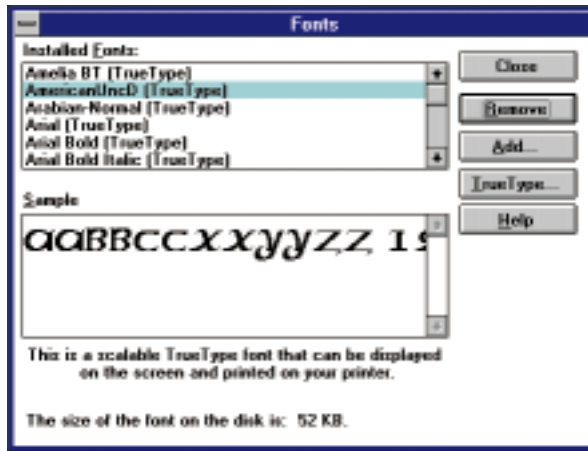 Fonts
Installed Fonts:
Amelia BT (TrueType)
AmericanUncD (TrueType)
Arabian-Normal (TrueType)
Arial (TrueType)
Arial Bold (TrueType)
Arial Bold Italic (TrueType)
Close
Remove
Add...
TrueType...
Help
Sample
aaBBCCXXyyZZ 19
This is a scalable TrueType font that can be displayed
on the screen and printed on your printer.
The size of the font on the disk is: 52 KB.